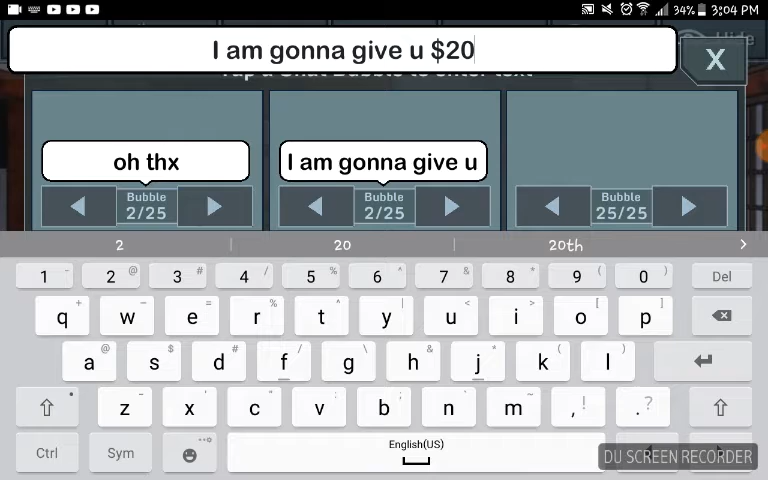 34% 3:04 PM
I am gonna give u $20
Hide
X
Tap a Chat Bubble to enter text
oh thx
I am gonna give u
Bubble
2/25
Bubble
2/25
Bubble
25/25
2 20 20th
1 - 2 @ 3 # 4 / 5 % 6 ^ 7 & 8 * 9 ( 0 ) Del
q + w - e = r % t ^ y | u < i > o [ p ]
a @ s $ d # f / g \ h & j * k ( l )
z - x ' c " v : b ; n _ m ~ , ! . ?
Ctrl Sym English(US)
DU SCREEN RECORDER